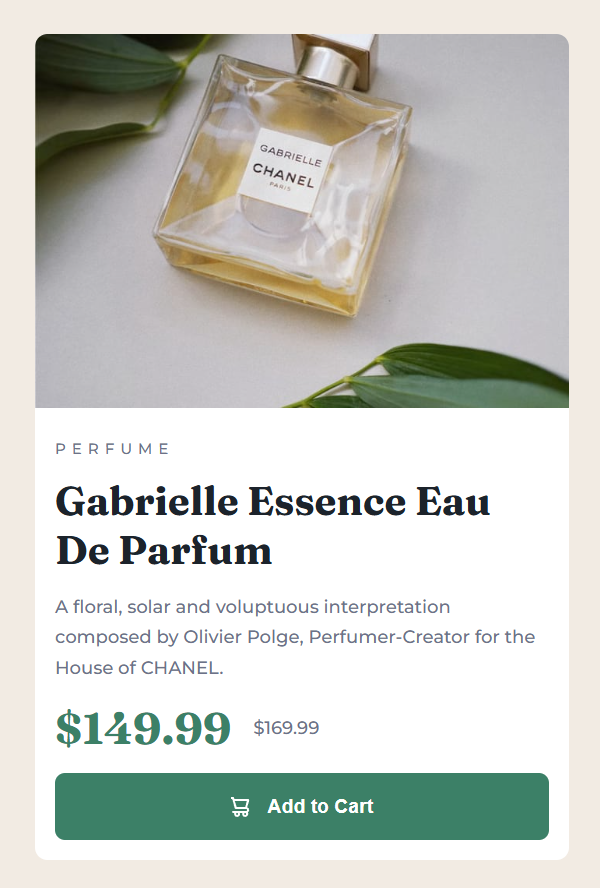 GABRIELLE
CHANEL
PARIS
PERFUME
Gabrielle Essence Eau
De Parfum
A floral, solar and voluptuous interpretation
composed by Olivier Polge, Perfumer-Creator for the
House of CHANEL.
$149.99 $169.99
Add to Cart